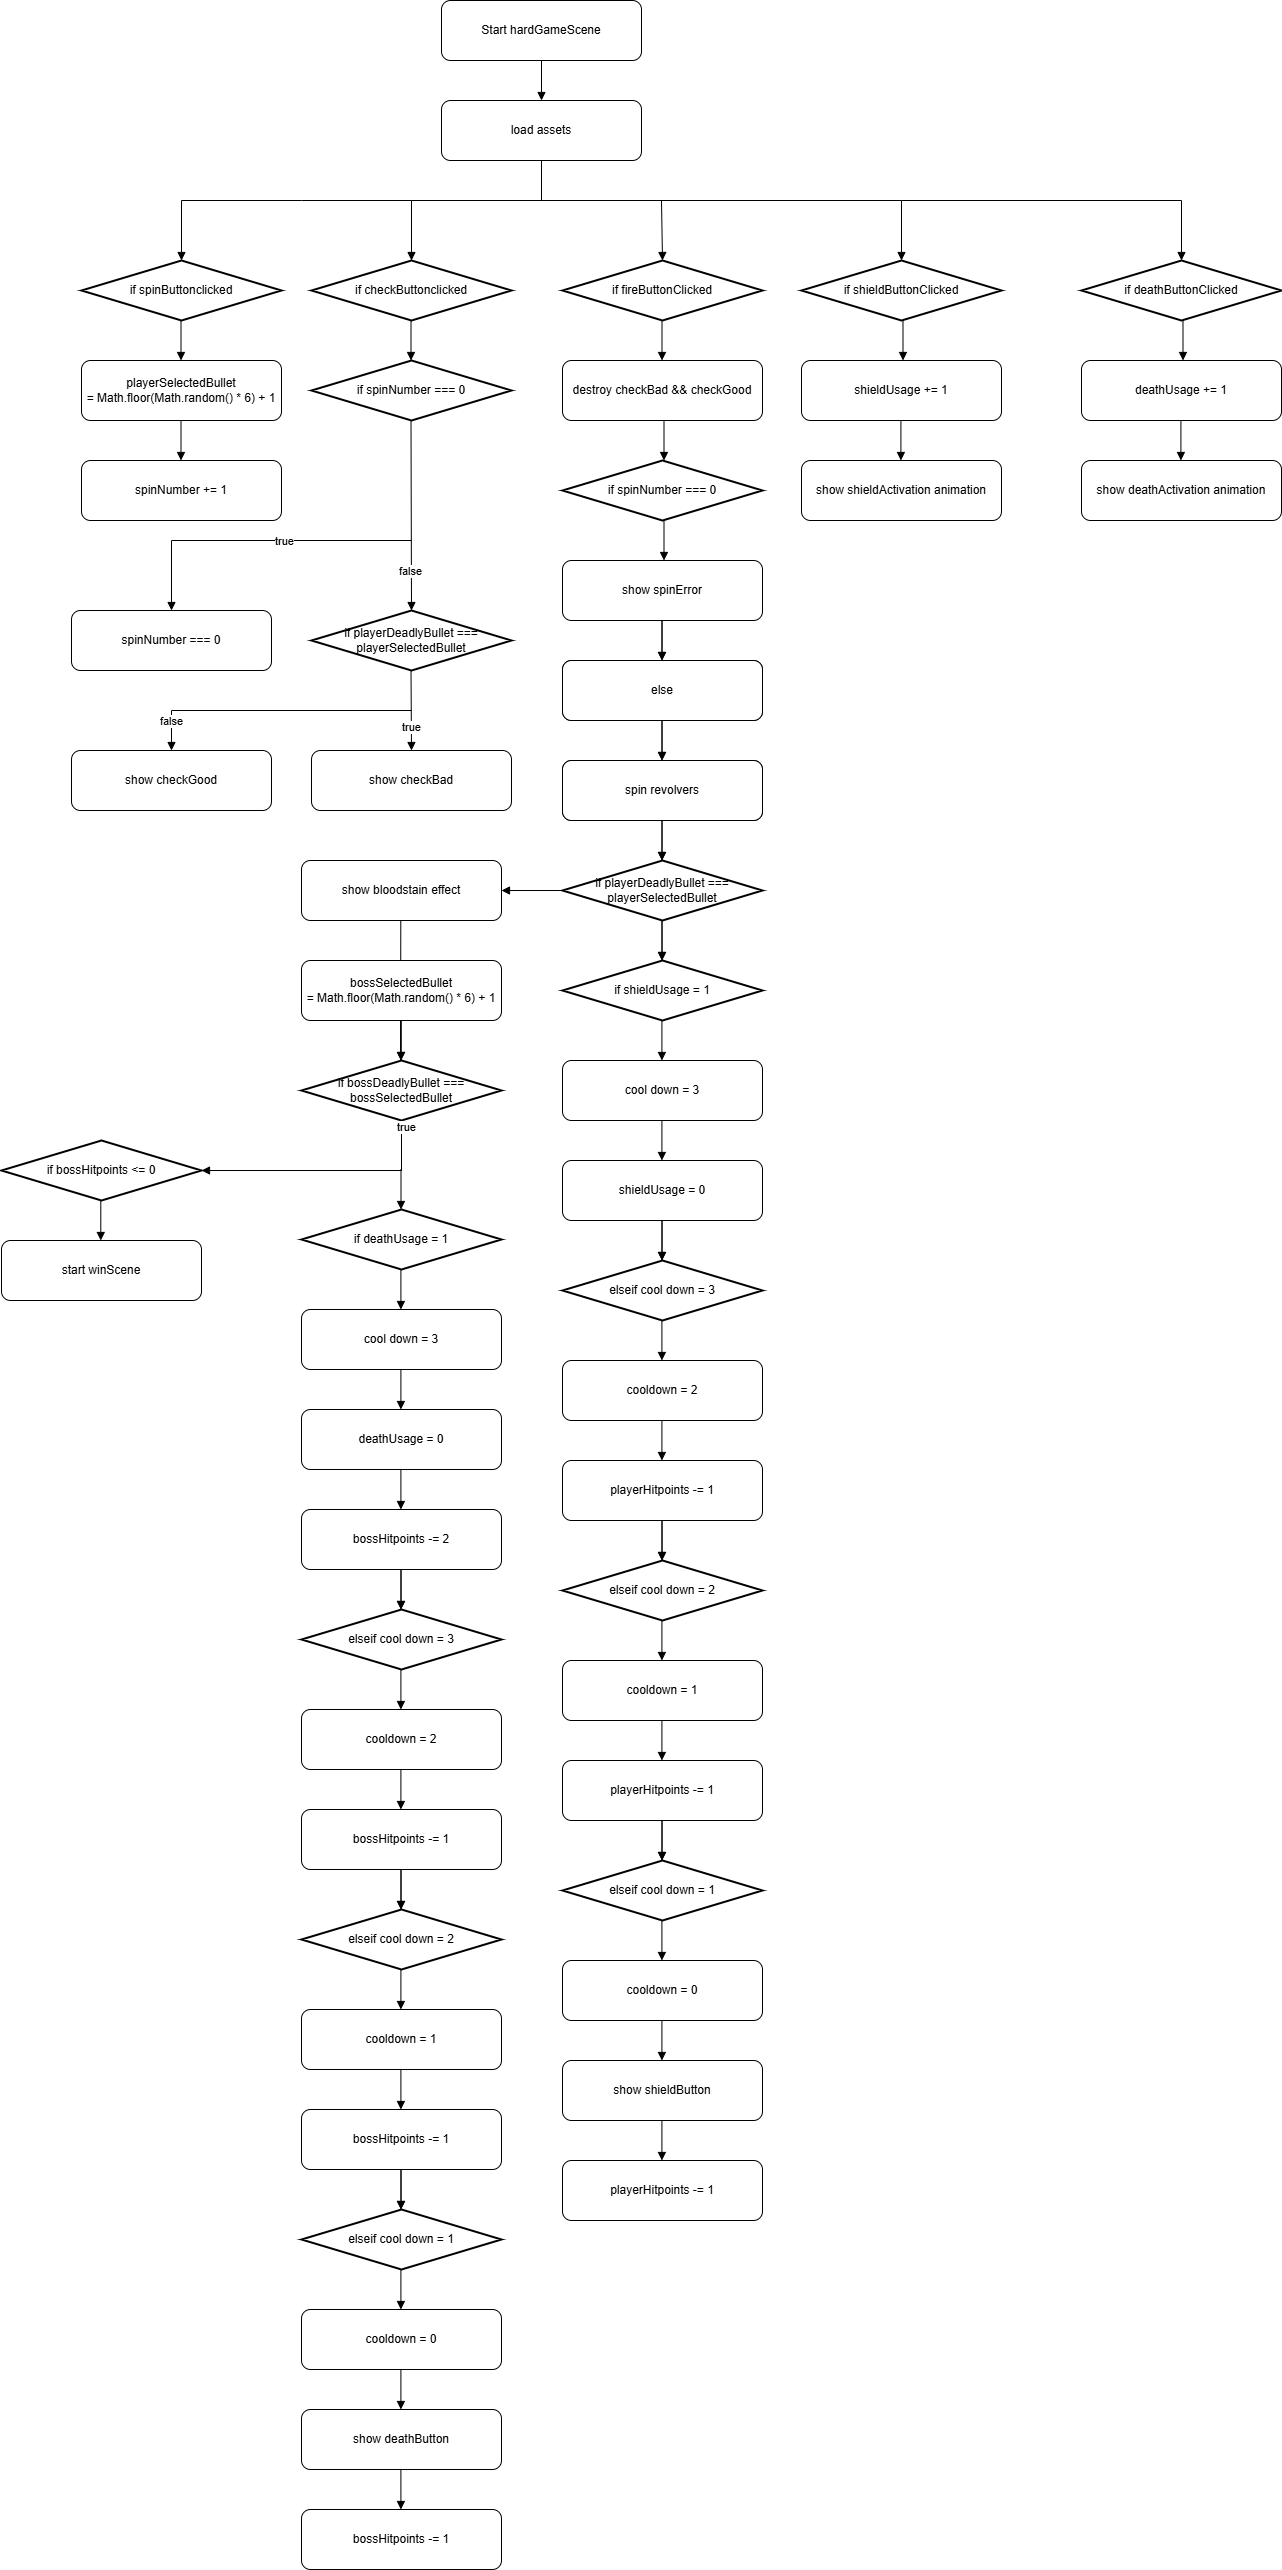 Start hardGameScene
load assets
if spinButtonclicked
if checkButtonclicked
if fireButtonClicked
if shieldButtonClicked
if deathButtonClicked
playerSelectedBullet
= Math.floor(Math.random() * 6) + 1
if spinNumber === 0
destroy checkBad && checkGood
shieldUsage += 1
deathUsage += 1
spinNumber += 1
if spinNumber === 0
show shieldActivation animation
show deathActivation animation
true
false
show spinError
spinNumber === 0
if playerDeadlyBullet ===
playerSelectedBullet
else
false
true
show checkGood
show checkBad
spin revolvers
show bloodstain effect
if playerDeadlyBullet ===
playerSelectedBullet
bossSelectedBullet
= Math.floor(Math.random() * 6) + 1
if shieldUsage = 1
if bossDeadlyBullet ===
bossSelectedBullet
cool down = 3
true
if bossHitpoints <= 0
shieldUsage = 0
if deathUsage = 1
start winScene
elseif cool down = 3
cool down = 3
cooldown = 2
deathUsage = 0
playerHitpoints -= 1
bossHitpoints -= 2
elseif cool down = 2
elseif cool down = 3
cooldown = 1
cooldown = 2
playerHitpoints -= 1
bossHitpoints -= 1
elseif cool down = 1
elseif cool down = 2
cooldown = 0
cooldown = 1
show shieldButton
bossHitpoints -= 1
playerHitpoints -= 1
elseif cool down = 1
cooldown = 0
show deathButton
bossHitpoints -= 1